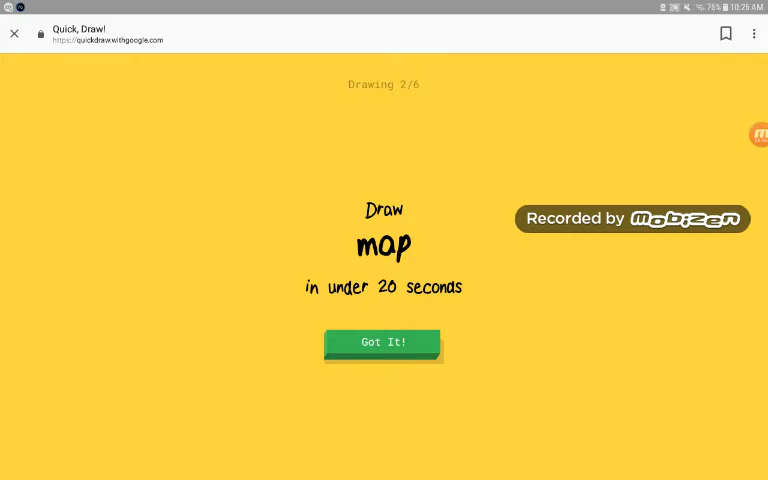 76% 10:26 AM
Quick, Draw!
https://quickdraw.withgoogle.com
Drawing 2/6
Draw
map
in under 20 seconds
Recorded by mobizen
Got It!